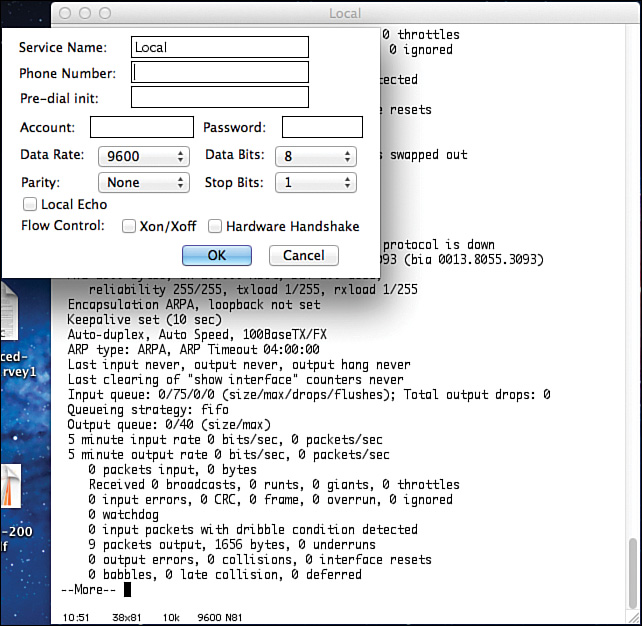 Local
Service Name: Local
Phone Number:
Pre-dial init:
Account: Password:
Data Rate: 9600 Data Bits: 8
Parity: None Stop Bits: 1
Local Echo
Flow Control: Xon/Xoff Hardware Handshake
OK Cancel
0 throttles
0 ignored
resets
swapped out
protocol is down
(bia 0013.8055.3093)
reliability 255/255, txload 1/255, rxload 1/255
Encapsulation ARPA, loopback not set
Keepalive set (10 sec)
Auto-duplex, Auto Speed, 100BaseTX/FX
ARP type: ARPA, ARP Timeout 04:00:00
Last input never, output never, output hang never
Last clearing of "show interface" counters never
Input queue: 0/75/0/0 (size/max/drops/flushes); Total output drops: 0
Queueing strategy: fifo
Output queue: 0/40 (size/max)
5 minute input rate 0 bits/sec, 0 packets/sec
5 minute output rate 0 bits/sec, 0 packets/sec
0 packets input, 0 bytes
Received 0 broadcasts, 0 runts, 0 giants, 0 throttles
0 input errors, 0 CRC, 0 frame, 0 overrun, 0 ignored
0 watchdog
0 input packets with dribble condition detected
9 packets output, 1656 bytes, 0 underruns
0 output errors, 0 collisions, 0 interface resets
0 babbles, 0 late collision, 0 deferred
--More--
10:51 38x81 10k 9600 N81